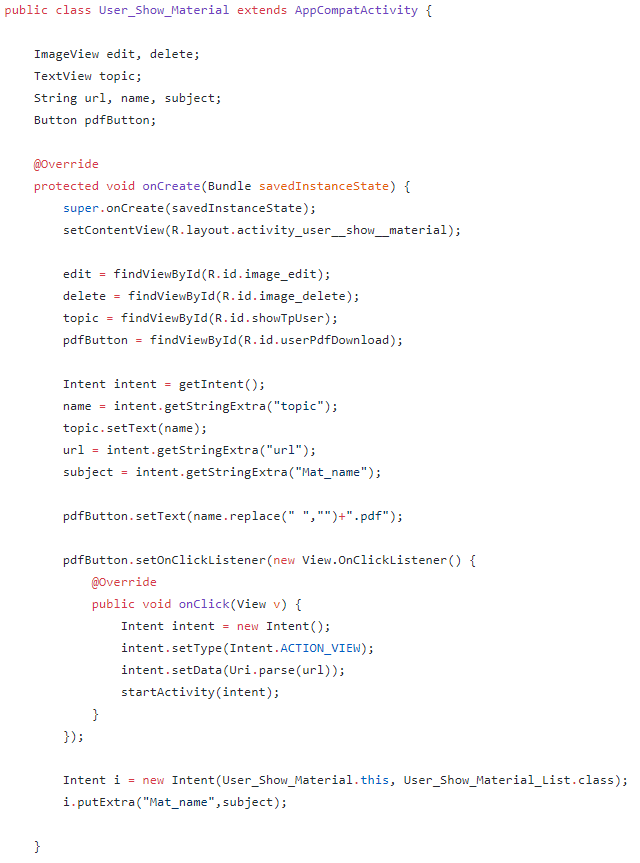 public class User_Show_Material extends AppCompatActivity {
ImageView edit, delete;
TextView topic;
String url, name, subject;
Button pdfButton;
@Override
protected void onCreate(Bundle savedInstanceState) {
super.onCreate(savedInstanceState);
setContentView(R.layout.activity_user__show__material);
edit = findViewById(R.id.image_edit);
delete = findViewById(R.id.image_delete);
topic = findViewById(R.id.showTpUser);
pdfButton = findViewById(R.id.userPdfDownload);
Intent intent = getIntent();
name = intent.getStringExtra("topic");
topic.setText(name);
url = intent.getStringExtra("url");
subject = intent.getStringExtra("Mat_name");
pdfButton.setText(name.replace(" ","")+".pdf");
pdfButton.setOnClickListener(new View.OnClickListener() {
@Override
public void onClick(View v) {
Intent intent = new Intent();
intent.setType(Intent.ACTION_VIEW);
intent.setData(Uri.parse(url));
startActivity(intent);
}
});
Intent i = new Intent(User_Show_Material.this, User_Show_Material_List.class);
i.putExtra("Mat_name",subject);
}